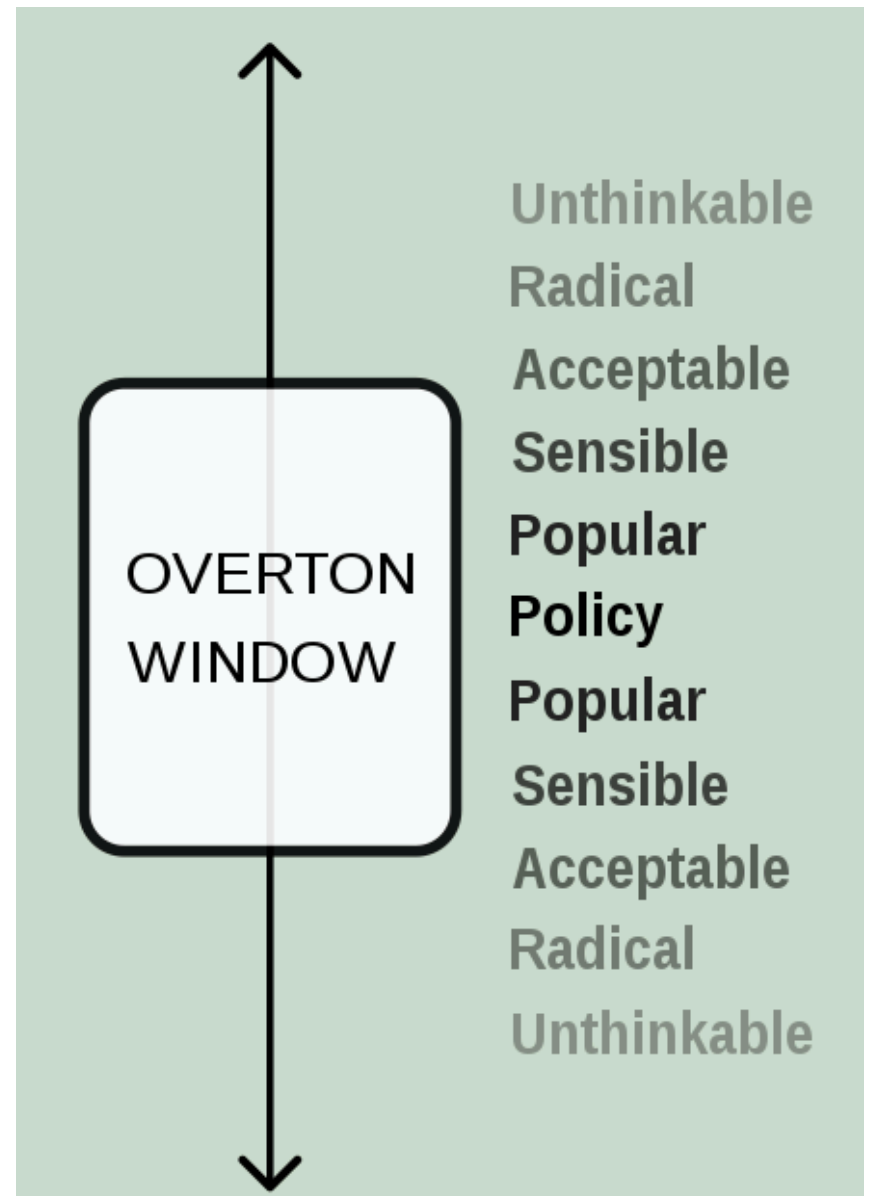 Unthinkable
Radical
Acceptable
Sensible
Popular
OVERTON
WINDOW
Policy
Popular
Sensible
Acceptable
Radical
Unthinkable